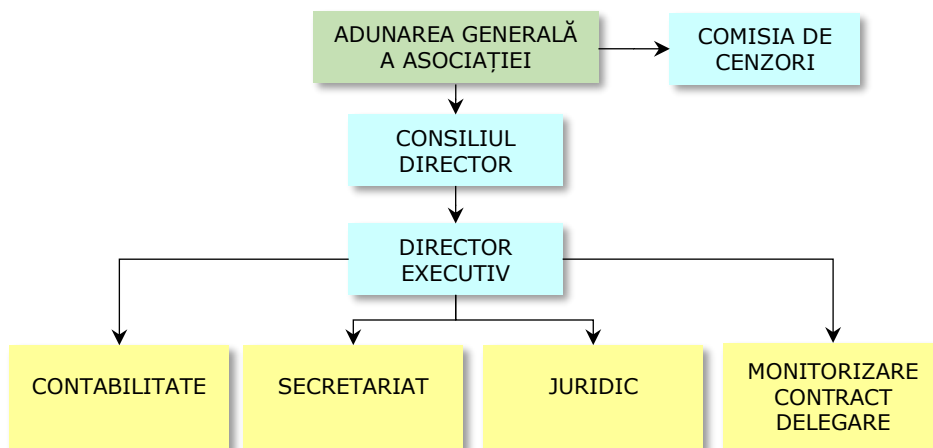 ADUNAREA GENERALĂ
A ASOCIAȚIEI
COMISIA DE
CENZORI
CONSILIUL
DIRECTOR
DIRECTOR
EXECUTIV
CONTABILITATE
SECRETARIAT
JURIDIC
MONITORIZARE
CONTRACT
DELEGARE